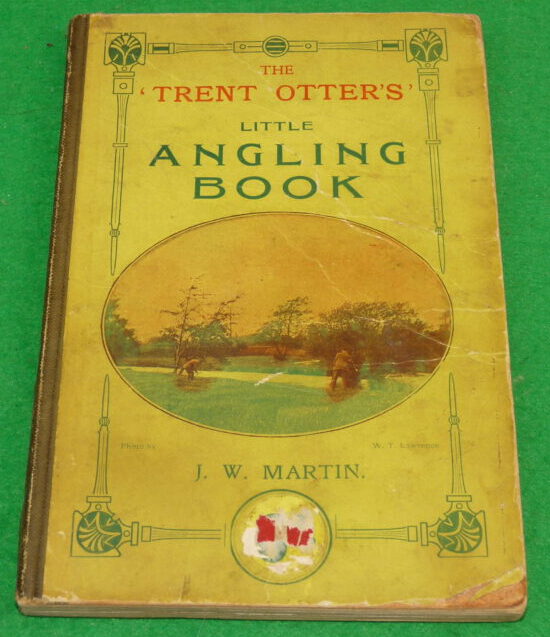 THE
'TRENT OTTER'S'
LITTLE
ANGLING
BOOK
Photo by W. T. Lawrence
J. W. MARTIN.